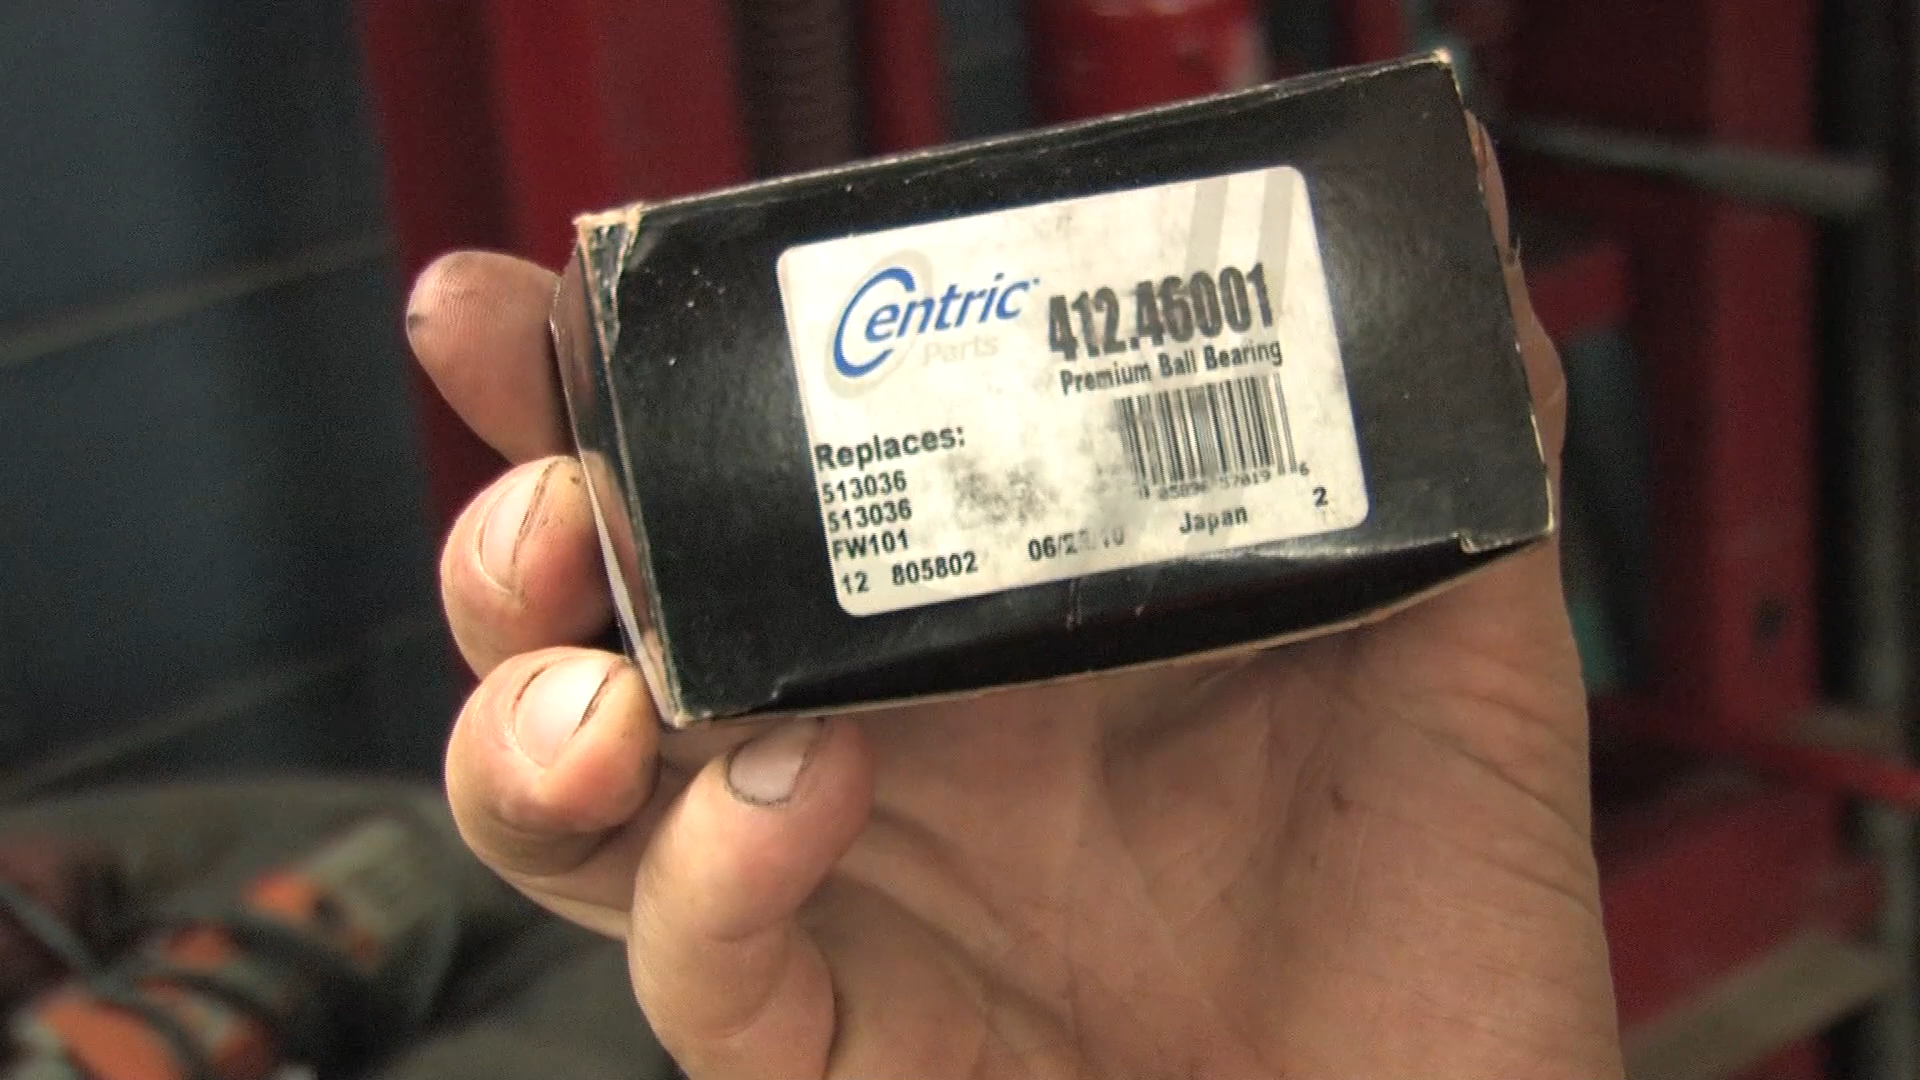 Centric
Parts
412.46001
Premium Ball Bearing
Replaces:
513036
513036
FW101
12 805802
Japan
2